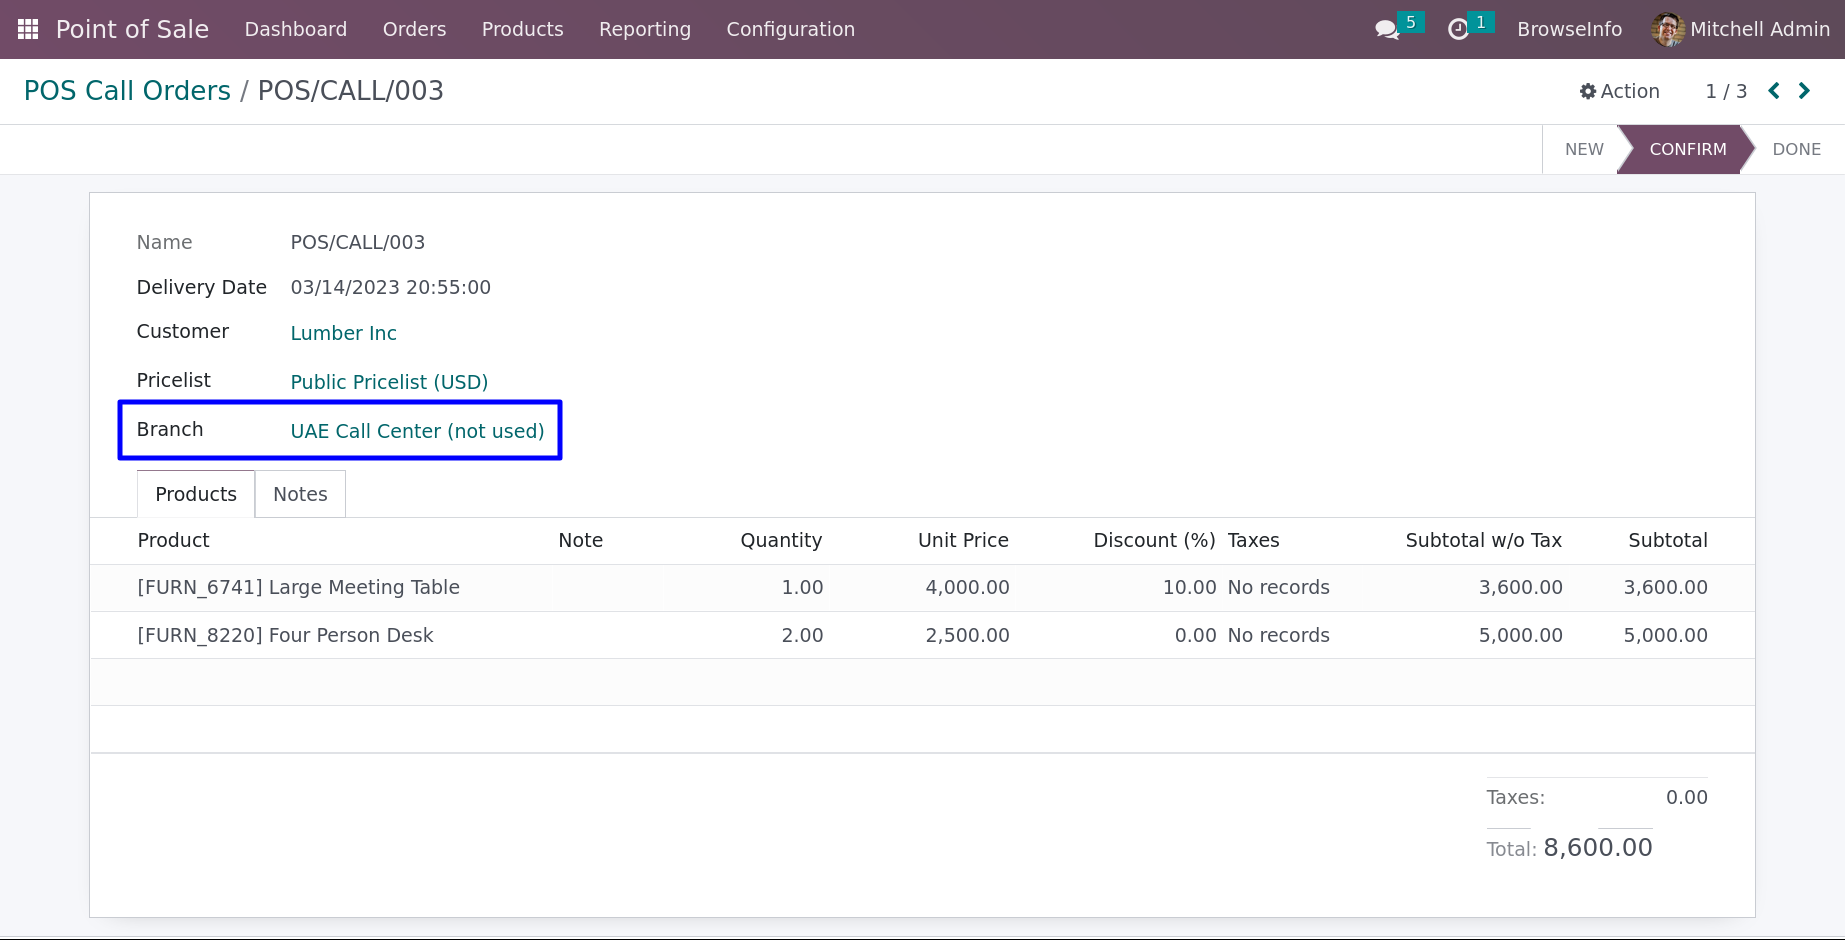 Point of Sale Dashboard Orders Products Reporting Configuration 5 1 BrowseInfo Mitchell Admin
POS Call Orders / POS/CALL/003 Action 1 / 3
NEW CONFIRM DONE
Name POS/CALL/003
Delivery Date 03/14/2023 20:55:00
Customer Lumber Inc
Pricelist Public Pricelist (USD)
Branch UAE Call Center (not used)
Products Notes
Product Note Quantity Unit Price Discount (%) Taxes Subtotal w/o Tax Subtotal
[FURN_6741] Large Meeting Table 1.00 4,000.00 10.00 No records 3,600.00 3,600.00
[FURN_8220] Four Person Desk 2.00 2,500.00 0.00 No records 5,000.00 5,000.00
Taxes: 0.00
Total: 8,600.00